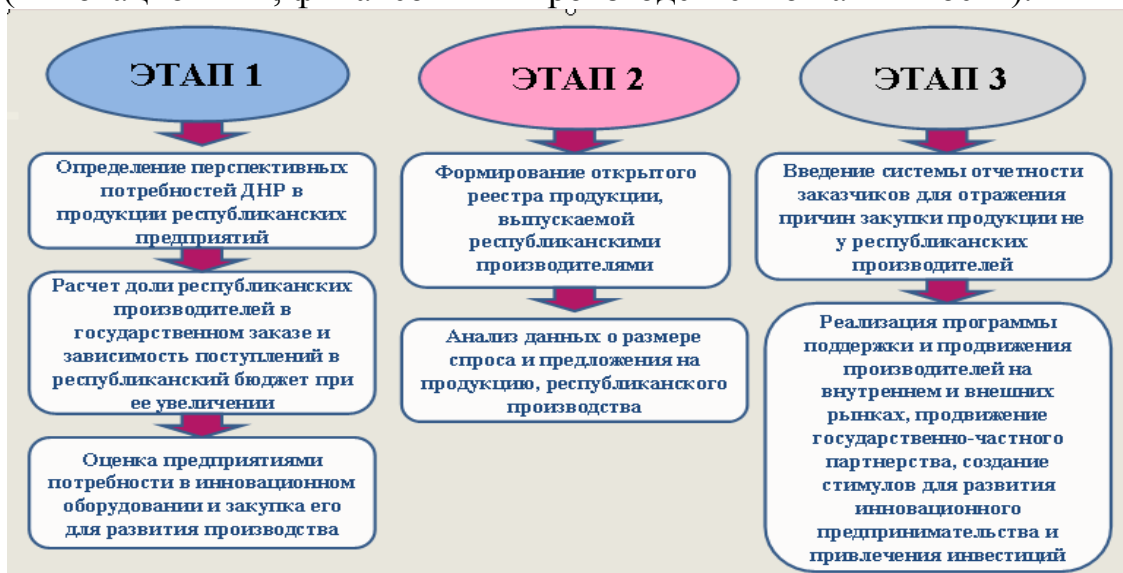 ЭТАП 1
Определение перспективных
потребностей ДНР в
продукции республиканских
предприятий
Расчет доли республиканских
производителей в
государственном заказе и
зависимость поступлений в
республиканский бюджет при
ее увеличении
Оценка предприятиями
потребности в инновационном
оборудовании и закупка его
для развития производства
ЭТАП 2
Формирование открытого
реестра продукции,
выпускаемой
республиканскими
производителями
Анализ данных о размере
спроса и предложения на
продукцию, республиканского
производства
ЭТАП 3
Введение системы отчетности
заказчиков для отражения
причин закупки продукции не
у республиканских
производителей
Реализация программы
поддержки и продвижения
производителей на
внутреннем и внешних
рынках, продвижение
государственно-частного
партнерства, создание
стимулов для развития
инновационного
предпринимательства и
привлечения инвестиций